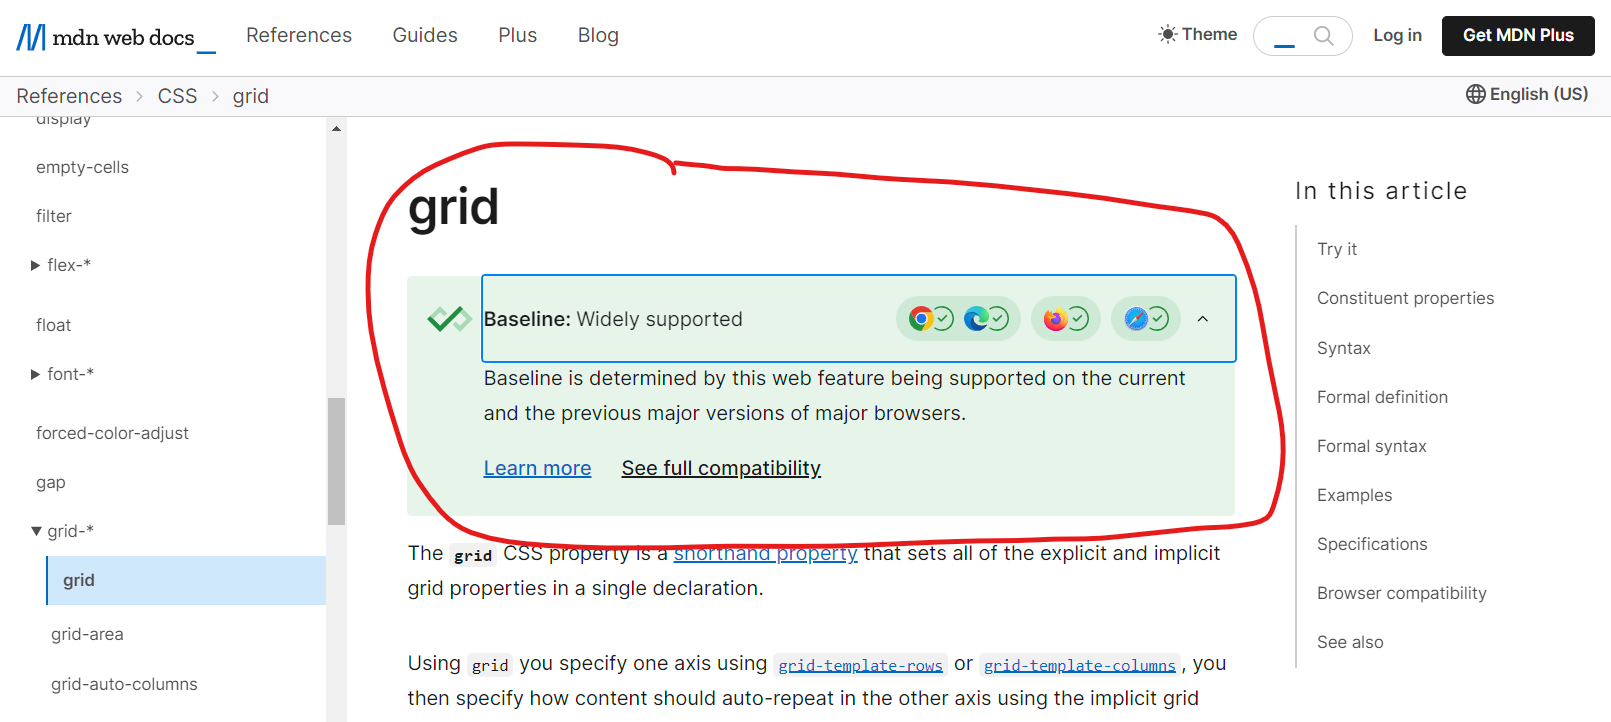 mdn web docs_
References Guides Plus Blog
Theme
Log in
Get MDN Plus
References > CSS > grid
English (US)
display
empty-cells
filter
flex-*
float
font-*
forced-color-adjust
gap
grid-*
grid
grid-area
grid-auto-columns
grid
Baseline: Widely supported
Baseline is determined by this web feature being supported on the current
and the previous major versions of major browsers.
Learn more See full compatibility
The grid CSS property is a shorthand property that sets all of the explicit and implicit
grid properties in a single declaration.
Using grid you specify one axis using grid-template-rows or grid-template-columns, you
then specify how content should auto-repeat in the other axis using the implicit grid
In this article
Try it
Constituent properties
Syntax
Formal definition
Formal syntax
Examples
Specifications
Browser compatibility
See also